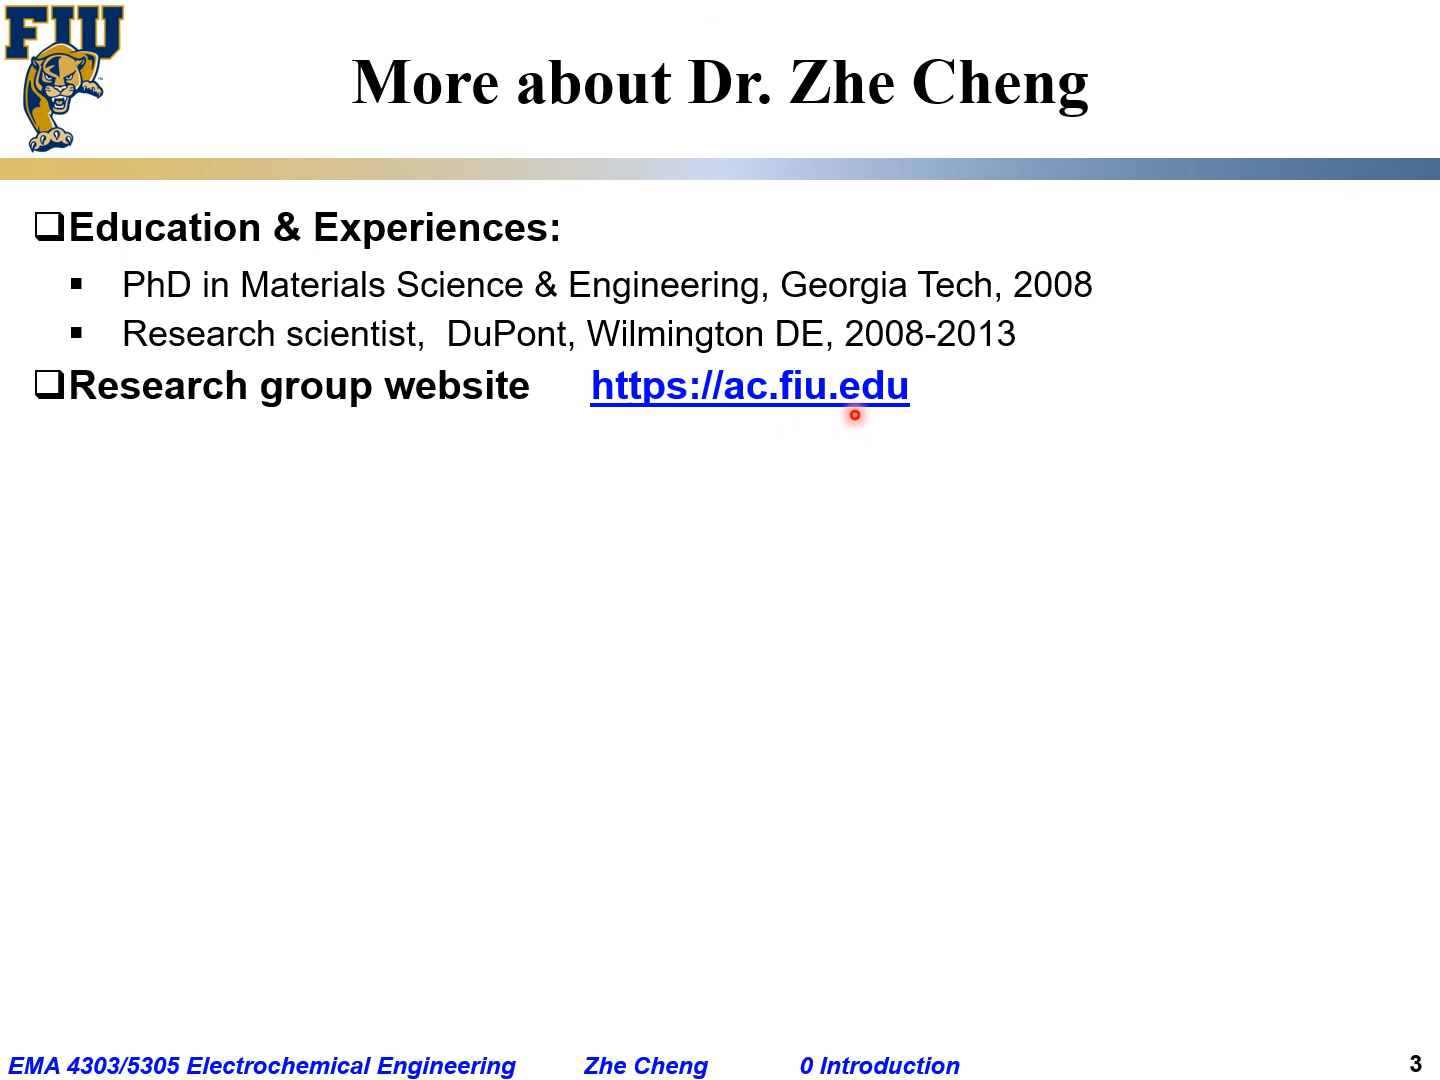 FIU
More about Dr. Zhe Cheng
Education & Experiences:
PhD in Materials Science & Engineering, Georgia Tech, 2008
Research scientist, DuPont, Wilmington DE, 2008-2013
Research group website https://ac.fiu.edu
EMA 4303/5305 Electrochemical Engineering Zhe Cheng 0 Introduction 3